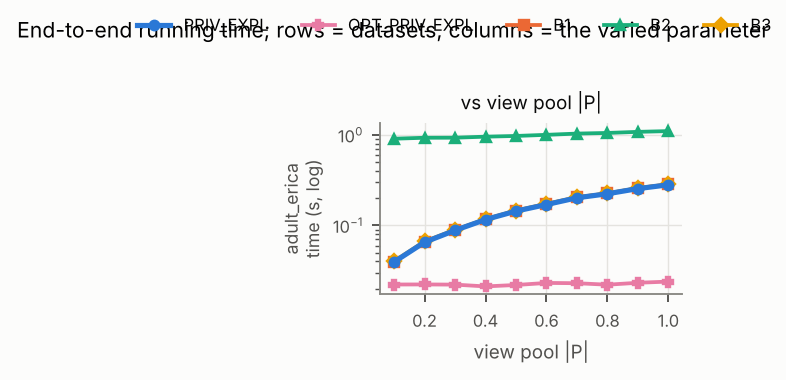 End-to-end running time; rows = datasets, columns = the varied parameter
PRIV_EXPL OPT_PRIV_EXPL B1 B2 B3
vs view pool |P|
adult_erica
time (s, log)
10⁰
10⁻¹
0.2 0.4 0.6 0.8 1.0
view pool |P|